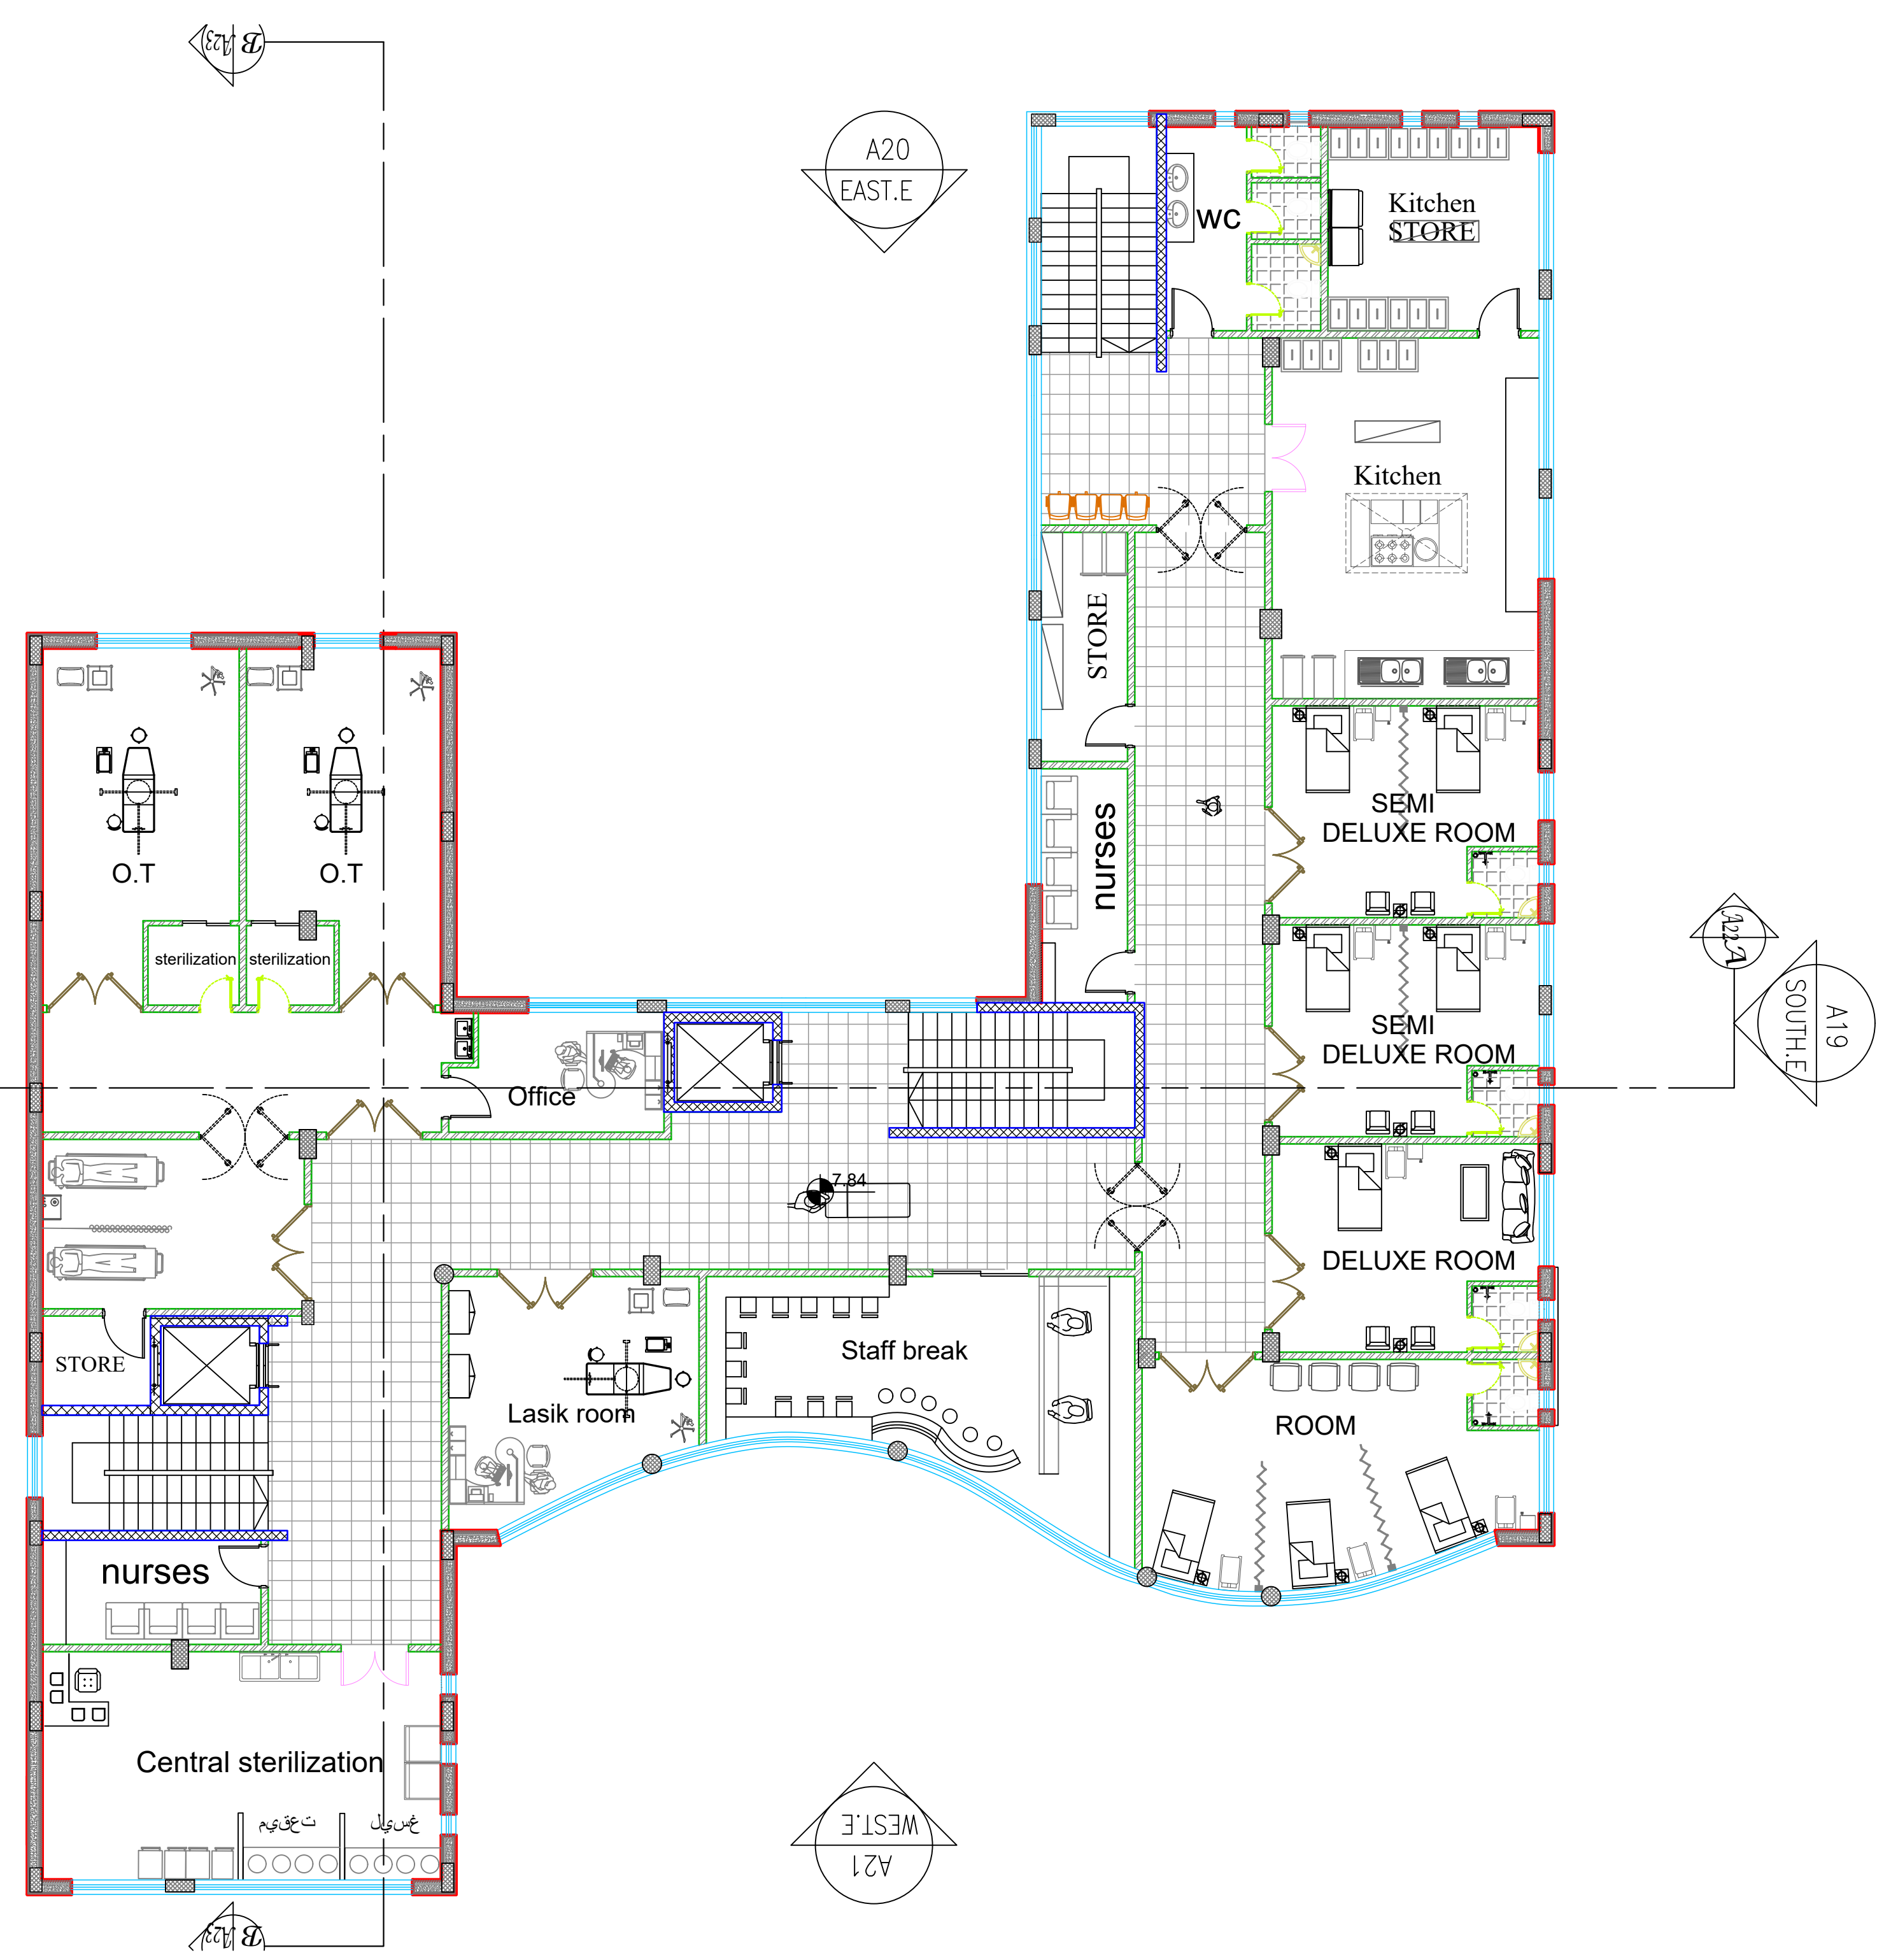 B
A23
A20
EAST.E
WC
Kitchen
STORE
Kitchen
STORE
nurses
SEMI
DELUXE ROOM
O.T
O.T
sterilization
sterilization
SEMI
DELUXE ROOM
A22
A
A19
SOUTH.E
Office
7.84
DELUXE ROOM
STORE
Staff break
Lasik room
ROOM
nurses
Central sterilization
تعقيم
غسيل
WEST.E
A21
B
A23